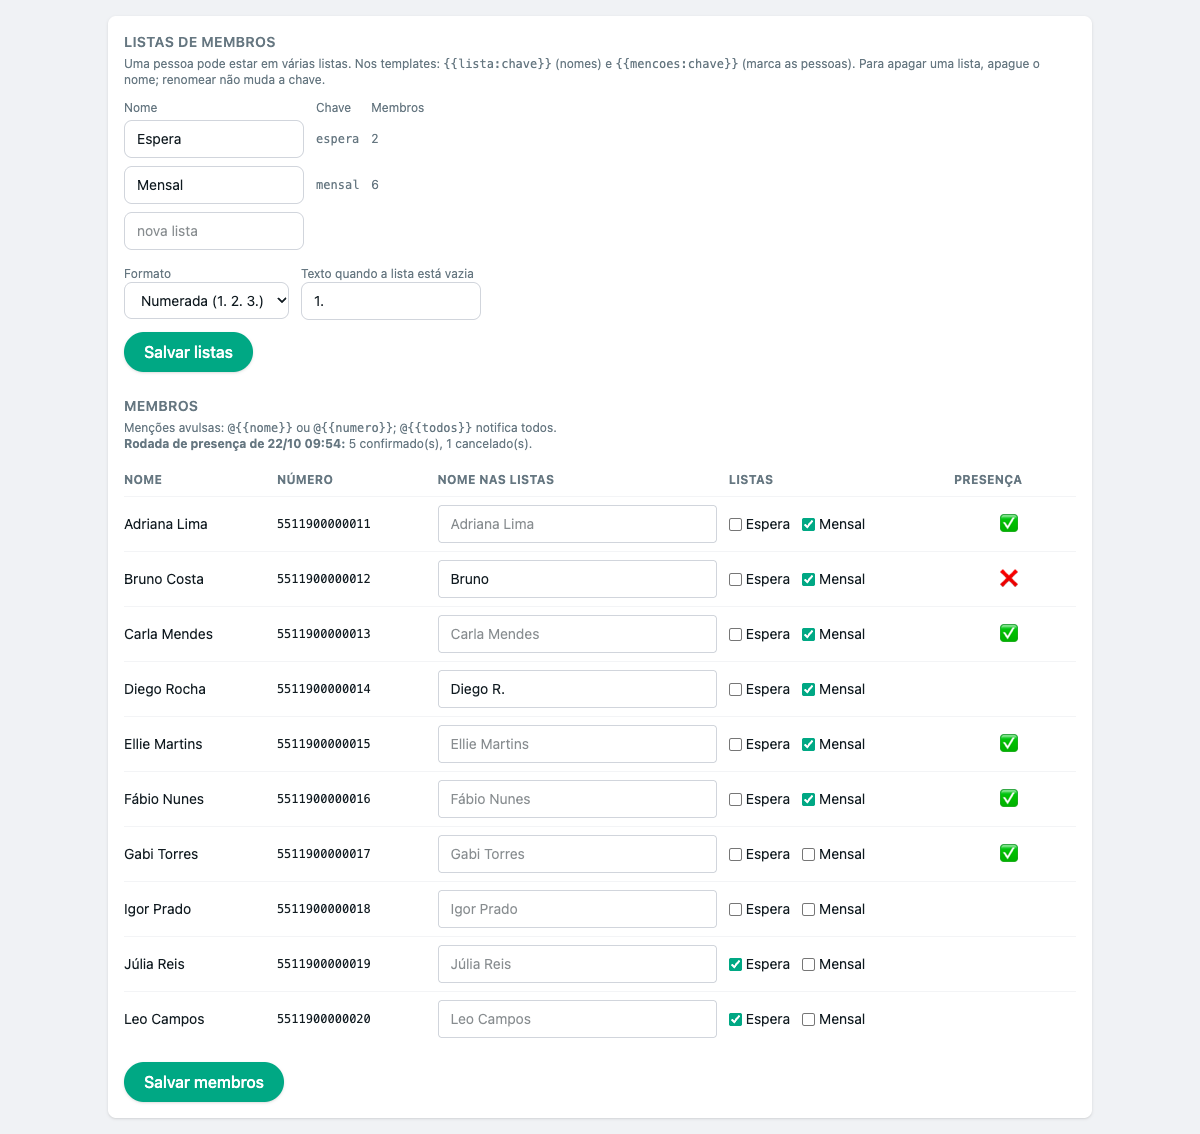 LISTAS DE MEMBROS
Uma pessoa pode estar em várias listas. Nos templates: {{lista:chave}} (nomes) e {{mencoes:chave}} (marca as pessoas). Para apagar uma lista, apague o
nome; renomear não muda a chave.
Nome Chave Membros
Espera espera 2
Mensal mensal 6
nova lista
Formato Texto quando a lista está vazia
Numerada (1. 2. 3.) 1.
Salvar listas
MEMBROS
Menções avulsas: @{{nome}} ou @{{numero}}; @{{todos}} notifica todos.
Rodada de presença de 22/10 09:54: 5 confirmado(s), 1 cancelado(s).
NOME NÚMERO NOME NAS LISTAS LISTAS PRESENÇA
Adriana Lima 5511900000011 Adriana Lima Espera Mensal
Bruno Costa 5511900000012 Bruno Espera Mensal
Carla Mendes 5511900000013 Carla Mendes Espera Mensal
Diego Rocha 5511900000014 Diego R. Espera Mensal
Ellie Martins 5511900000015 Ellie Martins Espera Mensal
Fábio Nunes 5511900000016 Fábio Nunes Espera Mensal
Gabi Torres 5511900000017 Gabi Torres Espera Mensal
Igor Prado 5511900000018 Igor Prado Espera Mensal
Júlia Reis 5511900000019 Júlia Reis Espera Mensal
Leo Campos 5511900000020 Leo Campos Espera Mensal
Salvar membros